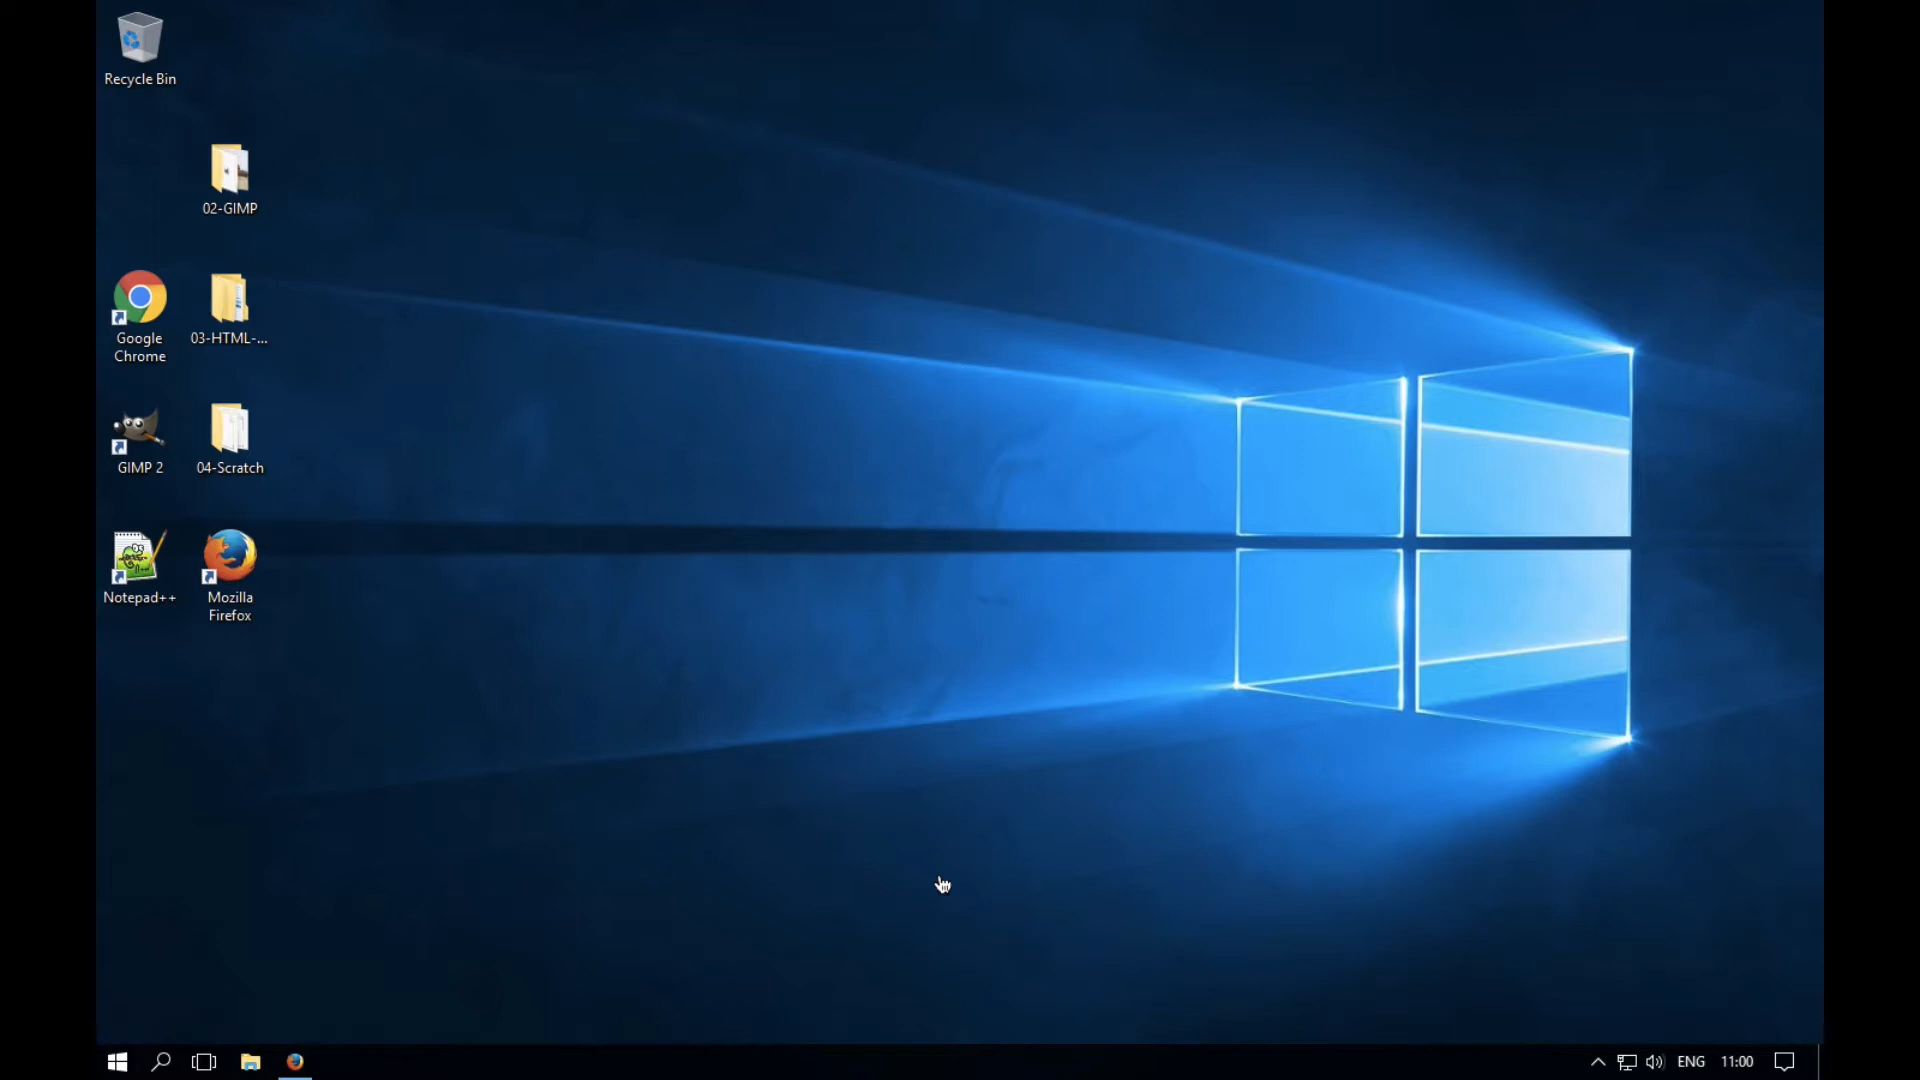 Recycle Bin
02-GIMP
Google
Chrome
03-HTML-...
GIMP 2
04-Scratch
Notepad++
Mozilla
Firefox
ENG
11:00